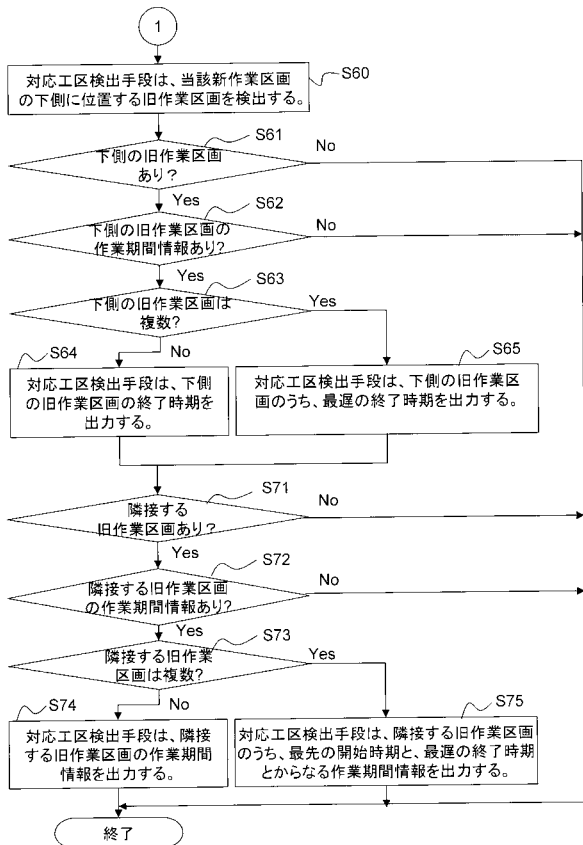 1
対応工区検出手段は、当該新作業区画
の下側に位置する旧作業区画を検出する。
S60
S61
下側の旧作業区画
あり?
No
Yes
S62
下側の旧作業区画の
作業期間情報あり?
No
Yes
S63
下側の旧作業区画は
複数?
Yes
No
S64
対応工区検出手段は、下側
の旧作業区画の終了時期を
出力する。
S65
対応工区検出手段は、下側の旧作業区
画のうち、最遅の終了時期を出力する。
S71
隣接する
旧作業区画あり?
No
Yes
S72
隣接する旧作業区画
の作業期間情報あり?
No
Yes
S73
隣接する旧作業
区画は複数?
Yes
No
S74
対応工区検出手段は、隣接
する旧作業区画の作業期間
情報を出力する。
S75
対応工区検出手段は、隣接する旧作業区画
のうち、最先の開始時期と、最遅の終了時期
とからなる作業期間情報を出力する。
終了